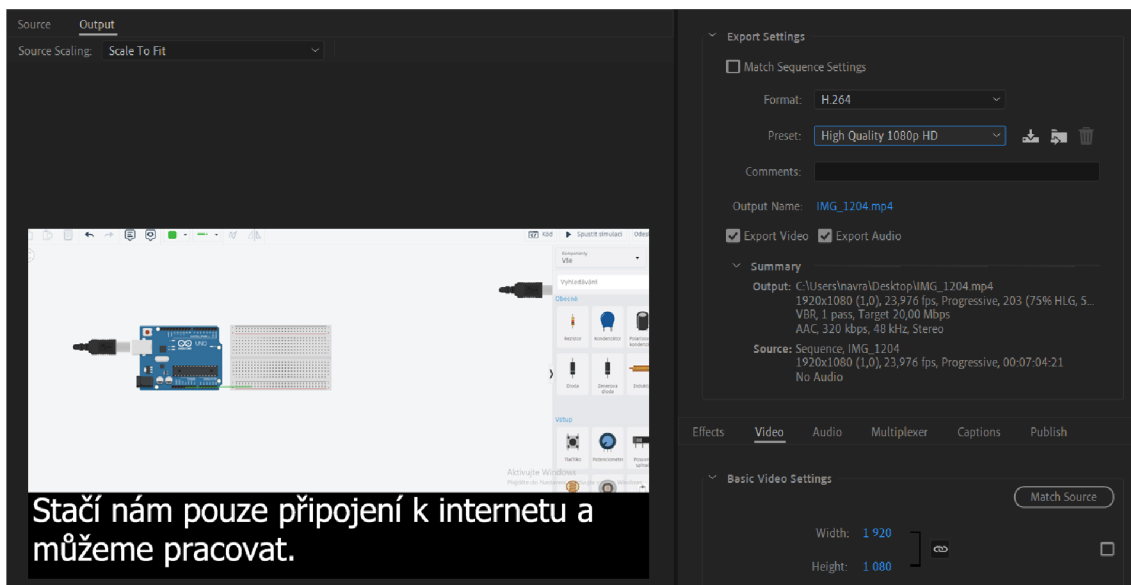 Source Output
Source Scaling: Scale To Fit
Kód Spustit simulaci
Komponenty
Vše
Vyhledávání
Obecné
Rezistor Kondenzátor
Dioda Zenerova
dioda
Vstup
Tlačítko Potenciometr
Aktivujte Windows
Stačí nám pouze připojení k internetu a
můžeme pracovat.
Export Settings
Match Sequence Settings
Format: H.264
Preset: High Quality 1080p HD
Comments:
Output Name: IMG_1204.mp4
Export Video Export Audio
Summary
Output: C:\Users\navra\Desktop\IMG_1204.mp4
1920x1080 (1,0), 23,976 fps, Progressive, 203 (75% HLG, S...
VBR, 1 pass, Target 20,00 Mbps
AAC, 320 kbps, 48 kHz, Stereo
Source: Sequence, IMG_1204
1920x1080 (1,0), 23,976 fps, Progressive, 00:07:04:21
No Audio
Effects Video Audio Multiplexer Captions Publish
Basic Video Settings
Match Source
Width: 1 920
Height: 1 080